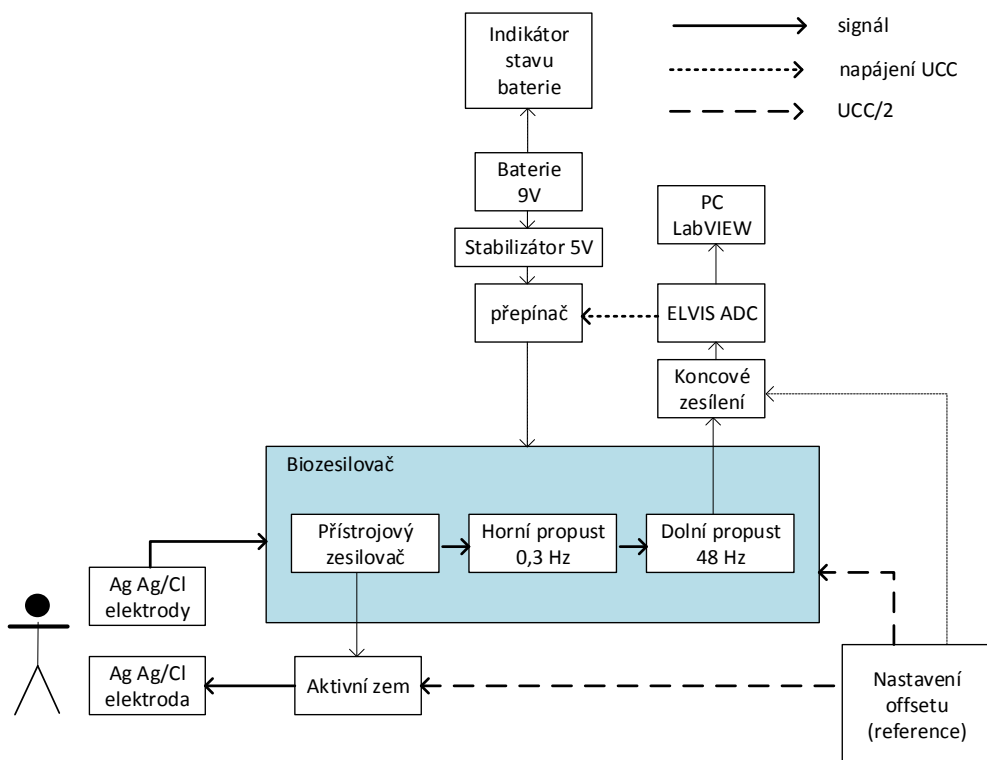 Indikátor
stavu
baterie
signál
napájení UCC
UCC/2
Baterie
9V
PC
LabVIEW
Stabilizátor 5V
přepínač
ELVIS ADC
Koncové
zesílení
Biozesilovač
Přístrojový
zesilovač
Horní propust
0,3 Hz
Dolní propust
48 Hz
Ag Ag/Cl
elektrody
Ag Ag/Cl
elektroda
Aktivní zem
Nastavení
offsetu
(reference)